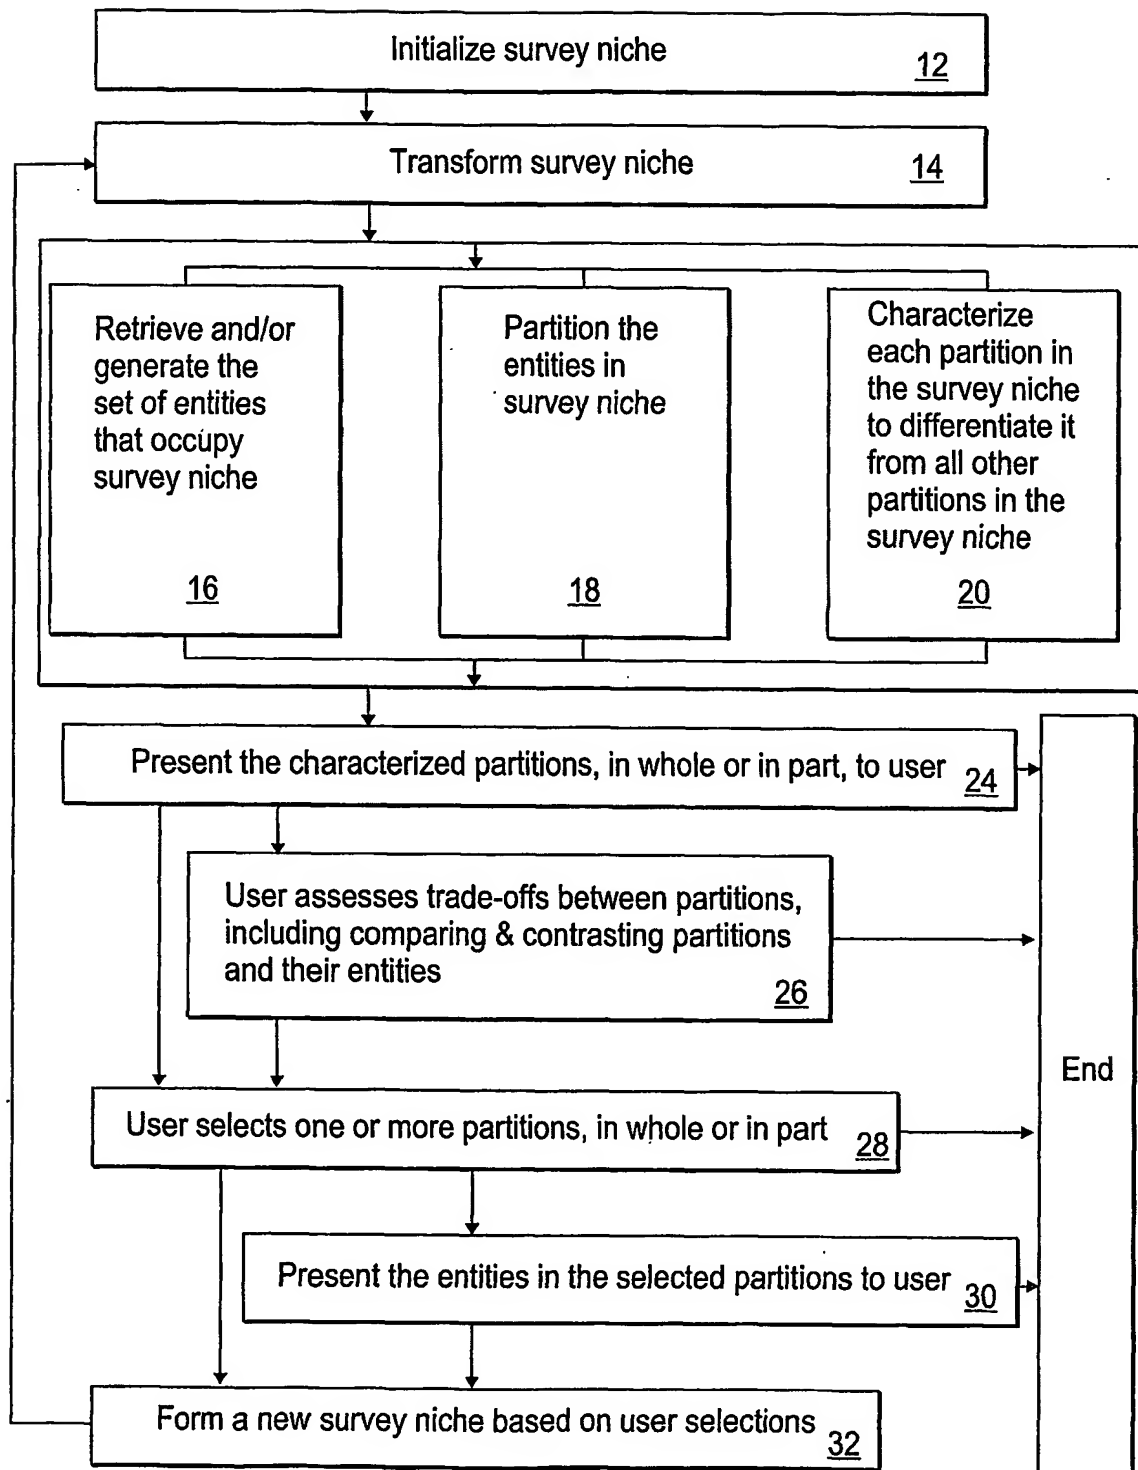 Initialize survey niche
12
Transform survey niche
14
Retrieve and/or
generate the
set of entities
that occupy
survey niche
16
Partition the
entities in
survey niche
18
Characterize
each partition in
the survey niche
to differentiate it
from all other
partitions in the
survey niche
20
Present the characterized partitions, in whole or in part, to user
24
User assesses trade-offs between partitions,
including comparing & contrasting partitions
and their entities
26
End
User selects one or more partitions, in whole or in part
28
Present the entities in the selected partitions to user
30
Form a new survey niche based on user selections
32